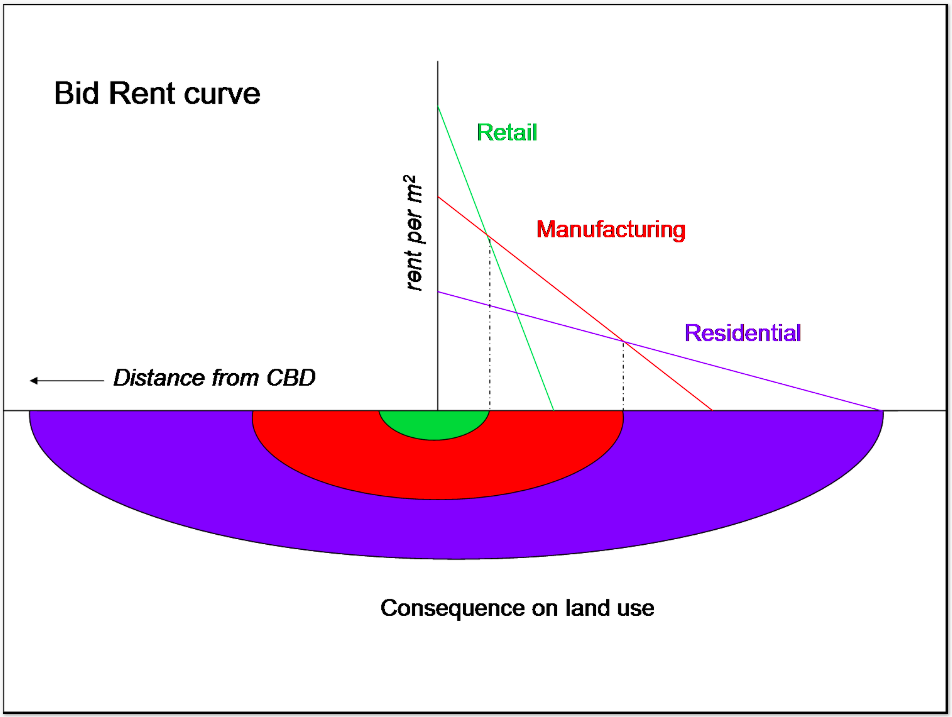 Bid Rent curve
Retail
rent per m²
Manufacturing
Residential
Distance from CBD
Consequence on land use